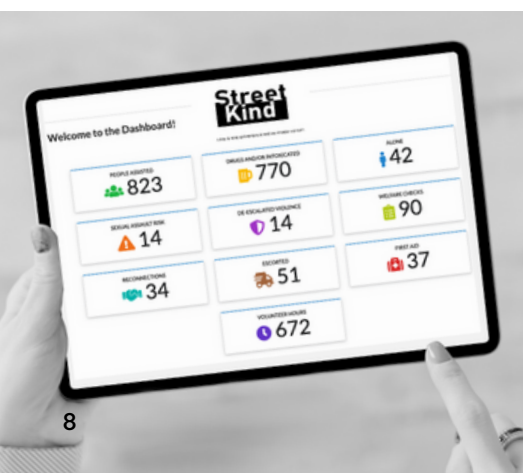 Street
Kind
Welcome to the Dashboard!
PEOPLE ASSISTED
823
DRUGS AND/OR INTOXICATED
770
ALONE
42
SEXUAL ASSAULT RISK
14
DE-ESCALATED VIOLENCE
14
WELFARE CHECKS
90
RECONNECTIONS
34
ESCORTED
51
FIRST AID
37
VOLUNTEER HOURS
672
8